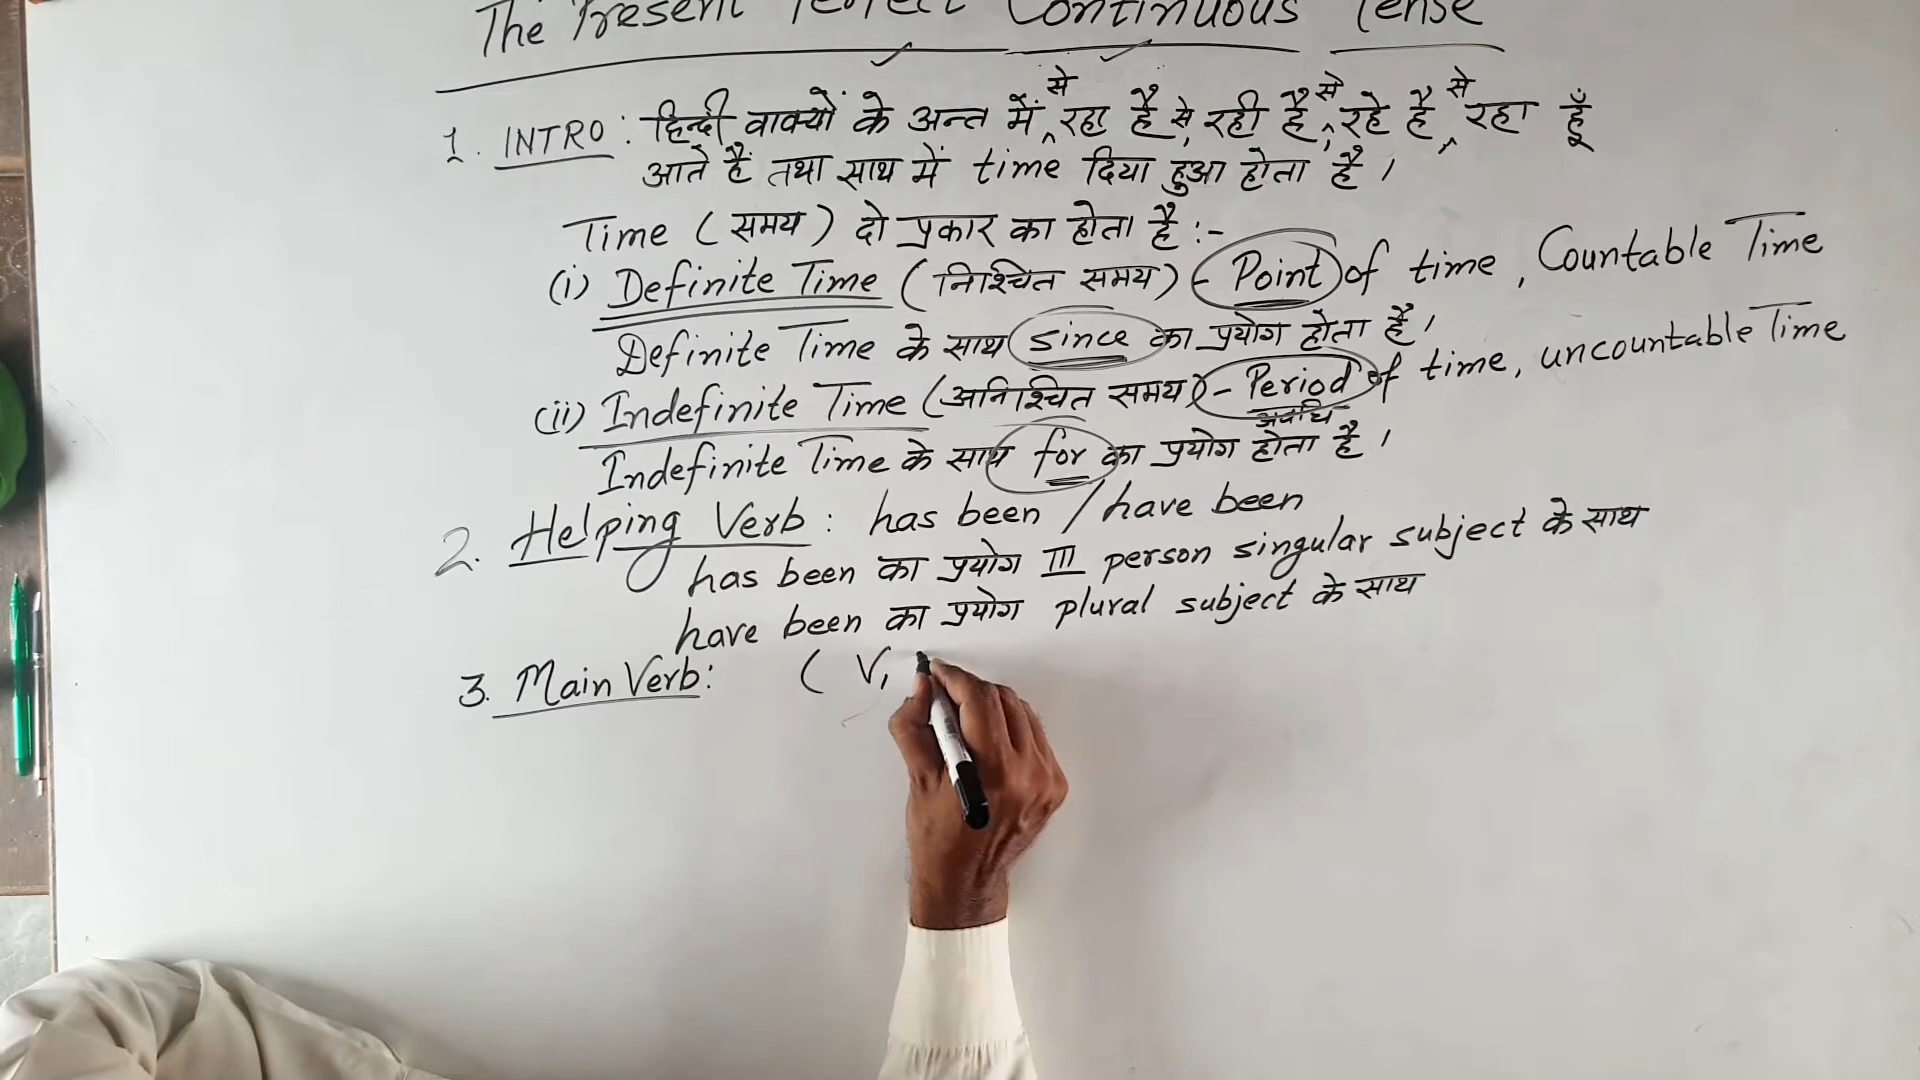 The Present Perfect Continuous Tense
1. INTRO : हिन्दी वाक्यों के अन्त में से रहा है से रही है से रहे है से रहा हूँ
आते हैं तथा साथ में time दिया हुआ होता है ।
Time ( समय ) दो प्रकार का होता है :-
(i) Definite Time ( निश्चित समय ) - Point of time , Countable Time
Definite Time के साथ since का प्रयोग होता है ।
(ii) Indefinite Time ( अनिश्चित समय ) - Period of time , uncountable Time
अवधि
Indefinite Time के साथ for का प्रयोग होता है ।
2. Helping Verb : has been / have been
has been का प्रयोग III person singular subject के साथ
have been का प्रयोग plural subject के साथ
3. Main Verb : ( V1